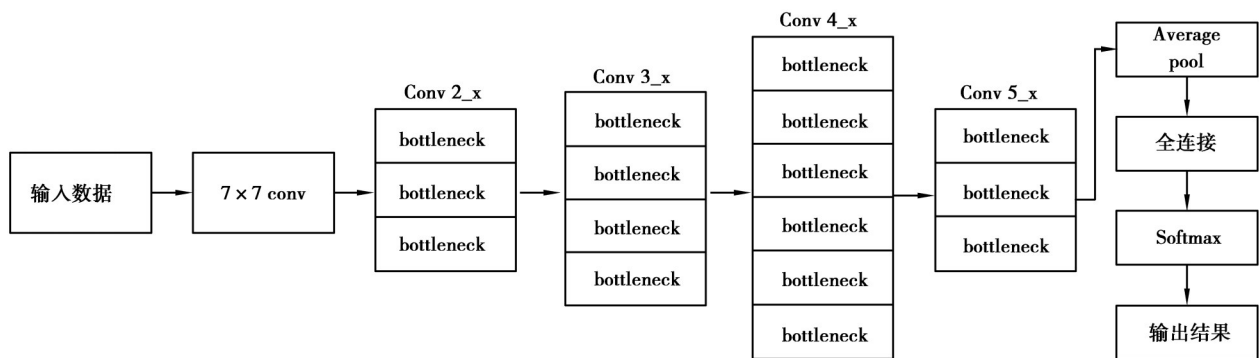 输入数据
7×7 conv
Conv 2_x
bottleneck
bottleneck
bottleneck
Conv 3_x
bottleneck
bottleneck
bottleneck
bottleneck
Conv 4_x
bottleneck
bottleneck
bottleneck
bottleneck
bottleneck
bottleneck
Conv 5_x
bottleneck
bottleneck
bottleneck
Average
pool
全连接
Softmax
输出结果